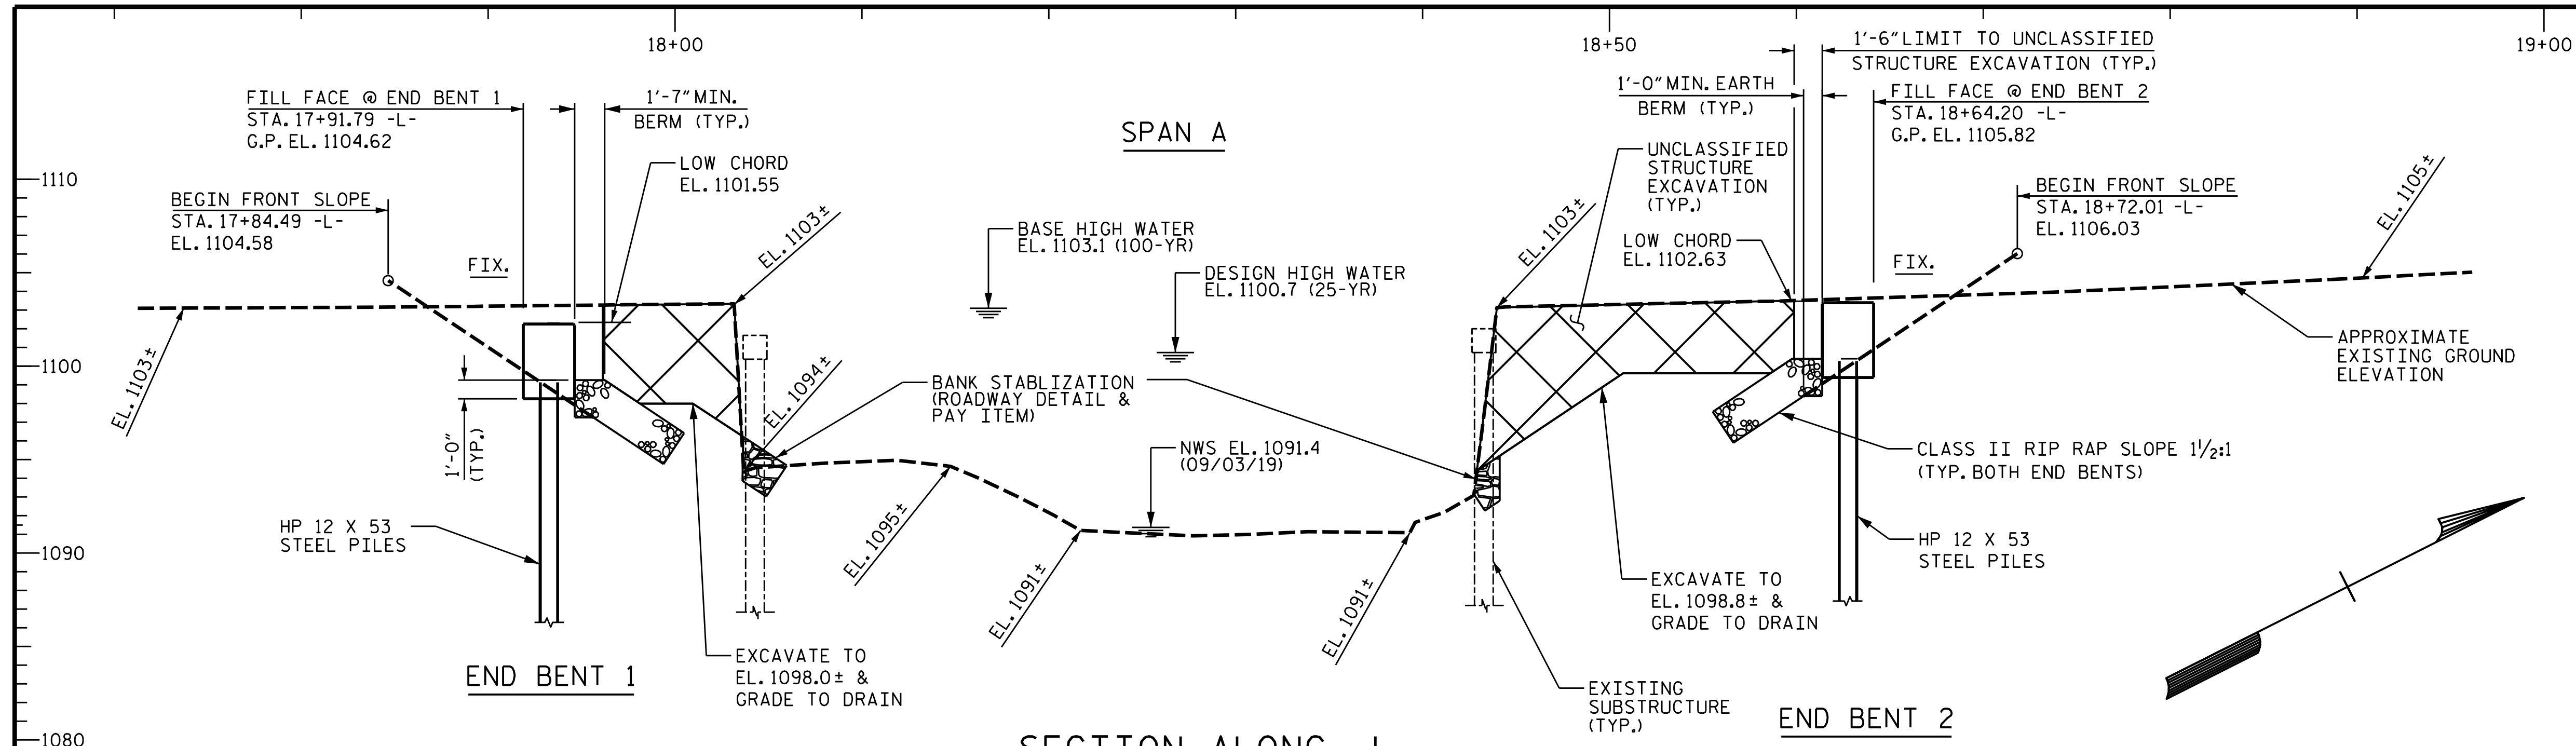 18+00
18+50
19+00
1'-6" LIMIT TO UNCLASSIFIED
STRUCTURE EXCAVATION (TYP.)
FILL FACE @ END BENT 1
STA. 17+91.79 -L-
G.P. EL. 1104.62
1'-7" MIN.
BERM (TYP.)
SPAN A
1'-0" MIN. EARTH
BERM (TYP.)
FILL FACE @ END BENT 2
STA. 18+64.20 -L-
G.P. EL. 1105.82
1110
BEGIN FRONT SLOPE
STA. 17+84.49 -L-
EL. 1104.58
LOW CHORD
EL. 1101.55
UNCLASSIFIED
STRUCTURE
EXCAVATION
(TYP.)
BEGIN FRONT SLOPE
STA. 18+72.01 -L-
EL. 1106.03
EL. 1105±
FIX.
EL. 1103±
BASE HIGH WATER
EL. 1103.1 (100-YR)
EL. 1103±
LOW CHORD
EL. 1102.63
FIX.
DESIGN HIGH WATER
EL. 1100.7 (25-YR)
1100
EL. 1103±
APPROXIMATE
EXISTING GROUND
ELEVATION
EL. 1094±
BANK STABLIZATION
(ROADWAY DETAIL &
PAY ITEM)
1'-0"
(TYP.)
NWS EL. 1091.4
(09/03/19)
CLASS II RIP RAP SLOPE 1½:1
(TYP. BOTH END BENTS)
HP 12 X 53
STEEL PILES
EL. 1095±
HP 12 X 53
STEEL PILES
1090
EL. 1091±
EL. 1091±
EXCAVATE TO
EL. 1098.8± &
GRADE TO DRAIN
END BENT 1
EXCAVATE TO
EL. 1098.0± &
GRADE TO DRAIN
EXISTING
SUBSTRUCTURE
(TYP.)
END BENT 2
1080
SECTION ALONG -L-